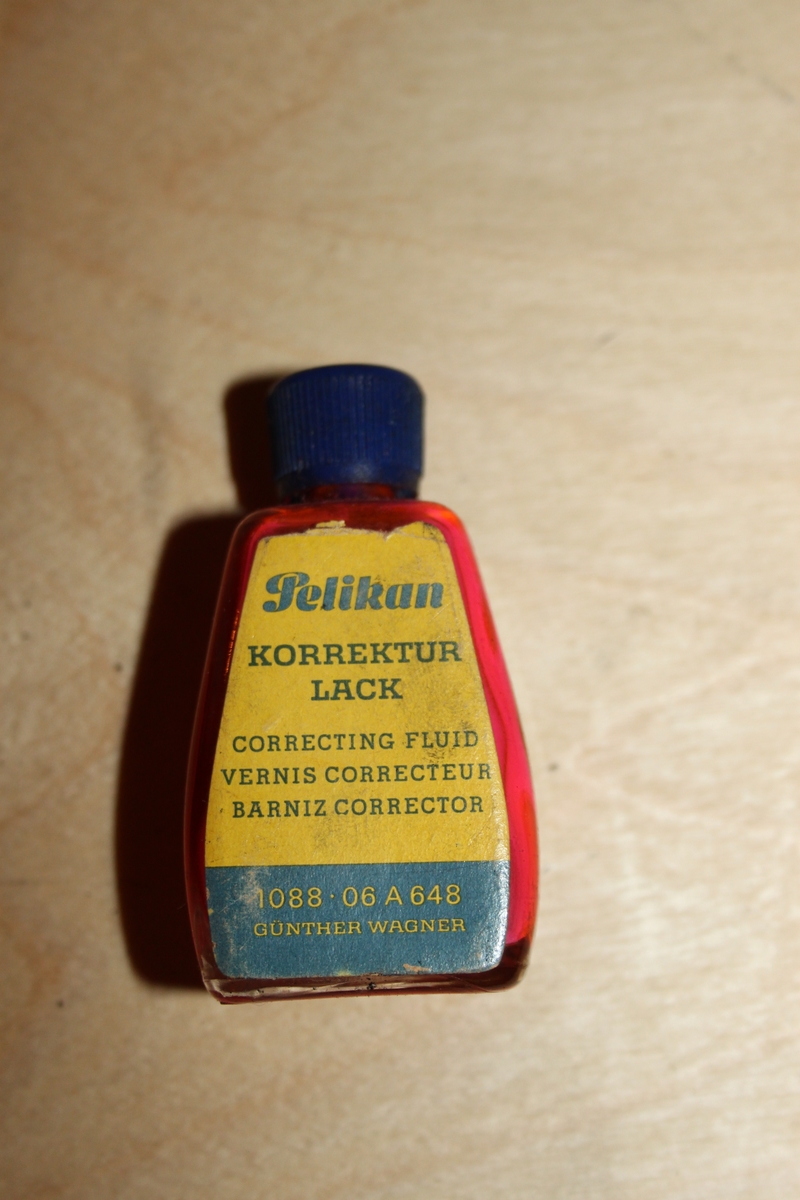 Pelikan
KORREKTUR
LACK
CORRECTING FLUID
VERNIS CORRECTEUR
BARNIZ CORRECTOR
1088·06 A 648
GÜNTHER WAGNER